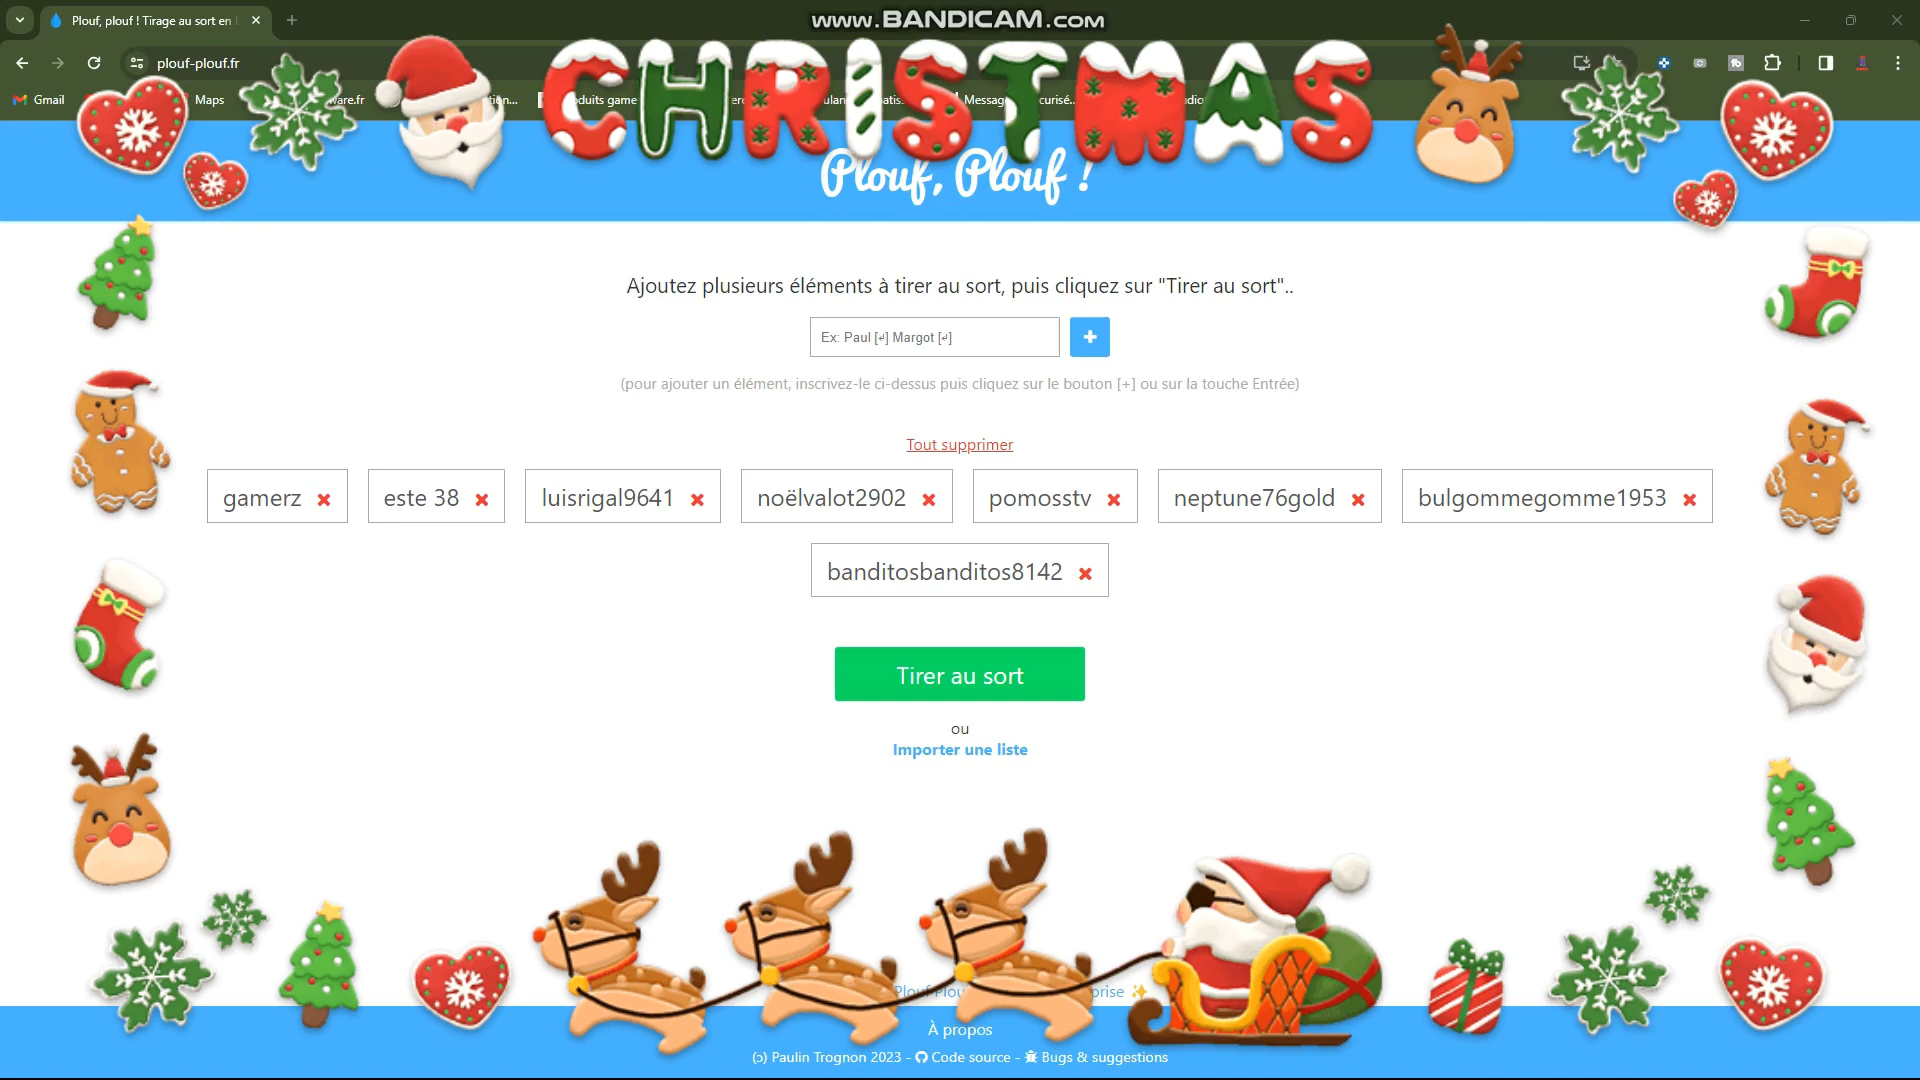 Plouf, plouf ! Tirage au sort en
www.BANDICAM.com
plouf-plouf.fr
CHRISTMAS
Gmail
Maps
Plouf, Plouf !
Ajoutez plusieurs éléments à tirer au sort, puis cliquez sur "Tirer au sort"..
Ex: Paul [↲] Margot [↲]
(pour ajouter un élément, inscrivez-le ci-dessus puis cliquez sur le bouton [+] ou sur la touche Entrée)
Tout supprimer
gamerz
este 38
luisrigal9641
noëlvalot2902
pomosstv
neptune76gold
bulgommegomme1953
banditosbanditos8142
Tirer au sort
ou
Importer une liste
À propos
(ↄ) Paulin Trognon 2023 - Code source - Bugs & suggestions